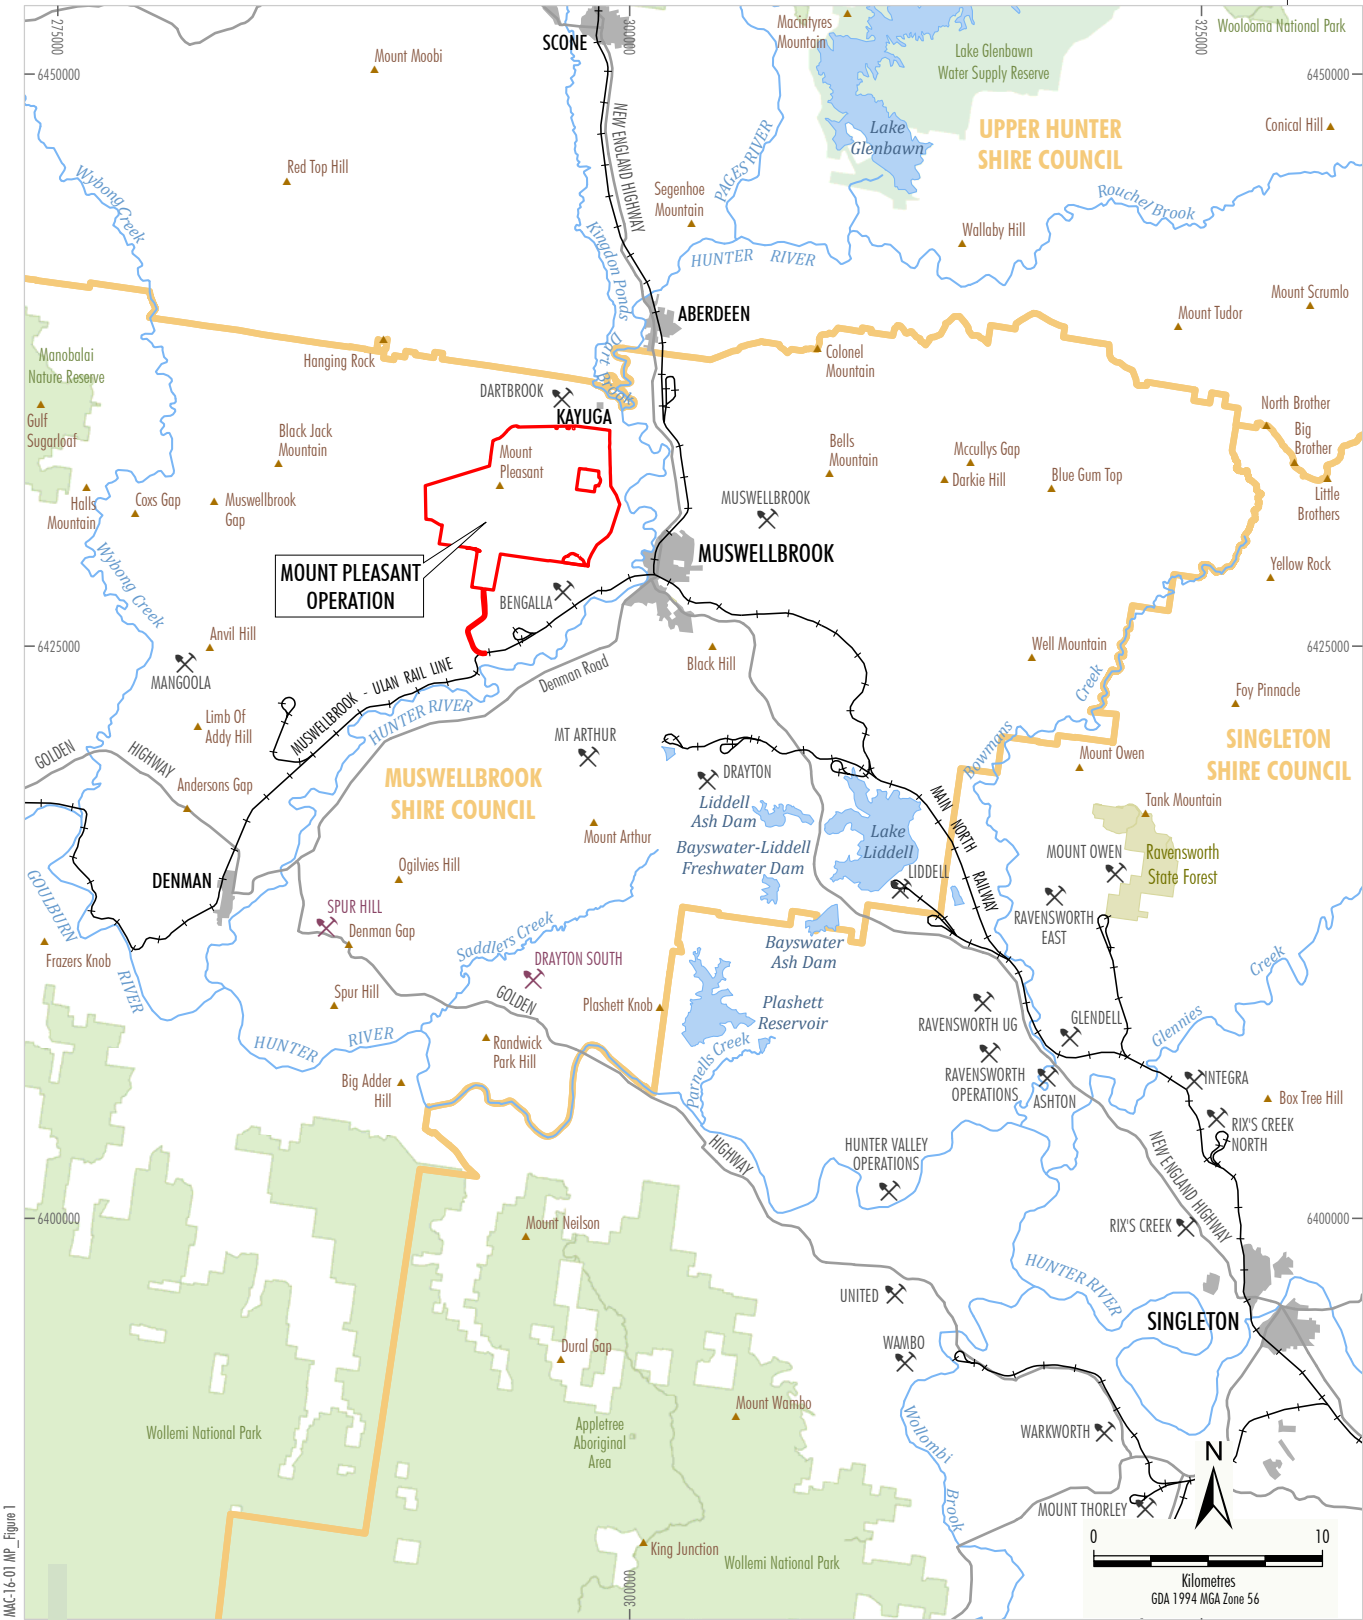 275000
300000
325000
Macintyres
Mountain
Woolooma National Park
SCONE
Mount Moobi
Lake Glenbawn
Water Supply Reserve
6450000
6450000
NEW ENGLAND HIGHWAY
Lake
Glenbawn
UPPER HUNTER
SHIRE COUNCIL
Conical Hill
PAGES RIVER
Red Top Hill
Wybong Creek
Segenhoe
Mountain
Rouchel Brook
Wallaby Hill
Kingdon Ponds
HUNTER RIVER
Mount Scrumlo
ABERDEEN
Mount Tudor
Manobalai
Nature Reserve
Hanging Rock
Dart Brook
Colonel
Mountain
DARTBROOK
KAYUGA
Gulf
Sugarloaf
North Brother
Big
Brother
Black Jack
Mountain
Mount
Pleasant
Bells
Mountain
Mccullys Gap
Darkie Hill
Blue Gum Top
Little
Brothers
Halls
Mountain
Coxs Gap
Muswellbrook
Gap
MUSWELLBROOK
MUSWELLBROOK
Wybong Creek
MOUNT PLEASANT
OPERATION
Yellow Rock
BENGALLA
Anvil Hill
6425000
6425000
MANGOOLA
Black Hill
Well Mountain
Denman Road
MUSWELLBROOK - ULAN RAIL LINE
Creek
Foy Pinnacle
Limb Of
Addy Hill
HUNTER RIVER
GOLDEN
HIGHWAY
MT ARTHUR
Bowmans
SINGLETON
SHIRE COUNCIL
Mount Owen
Andersons Gap
MUSWELLBROOK
SHIRE COUNCIL
DRAYTON
MAIN NORTH RAILWAY
Liddell
Ash Dam
Tank Mountain
Mount Arthur
Lake
Liddell
Bayswater-Liddell
Freshwater Dam
MOUNT OWEN
Ravensworth
State Forest
Ogilvies Hill
LIDDELL
DENMAN
GOULBURN
RIVER
SPUR HILL
Denman Gap
RAVENSWORTH
EAST
Saddlers Creek
Bayswater
Ash Dam
Frazers Knob
DRAYTON SOUTH
Creek
Spur Hill
GOLDEN
Plashett Knob
Plashett
Reservoir
RAVENSWORTH UG
GLENDELL
Glennies
HUNTER
RIVER
Randwick
Park Hill
Parnells Creek
RAVENSWORTH
OPERATIONS
ASHTON
INTEGRA
Big Adder
Hill
Box Tree Hill
RIX'S CREEK
NORTH
HIGHWAY
HUNTER VALLEY
OPERATIONS
NEW ENGLAND HIGHWAY
6400000
6400000
Mount Neilson
RIX'S CREEK
HUNTER RIVER
UNITED
SINGLETON
WAMBO
Dural Gap
Mount Wambo
Wollombi
Brook
Wollemi National Park
Appletree
Aboriginal
Area
WARKWORTH
N
MOUNT THORLEY
King Junction
Wollemi National Park
0
10
Kilometres
GDA 1994 MGA Zone 56
300000
MAC-16-01 MP_Figure 1